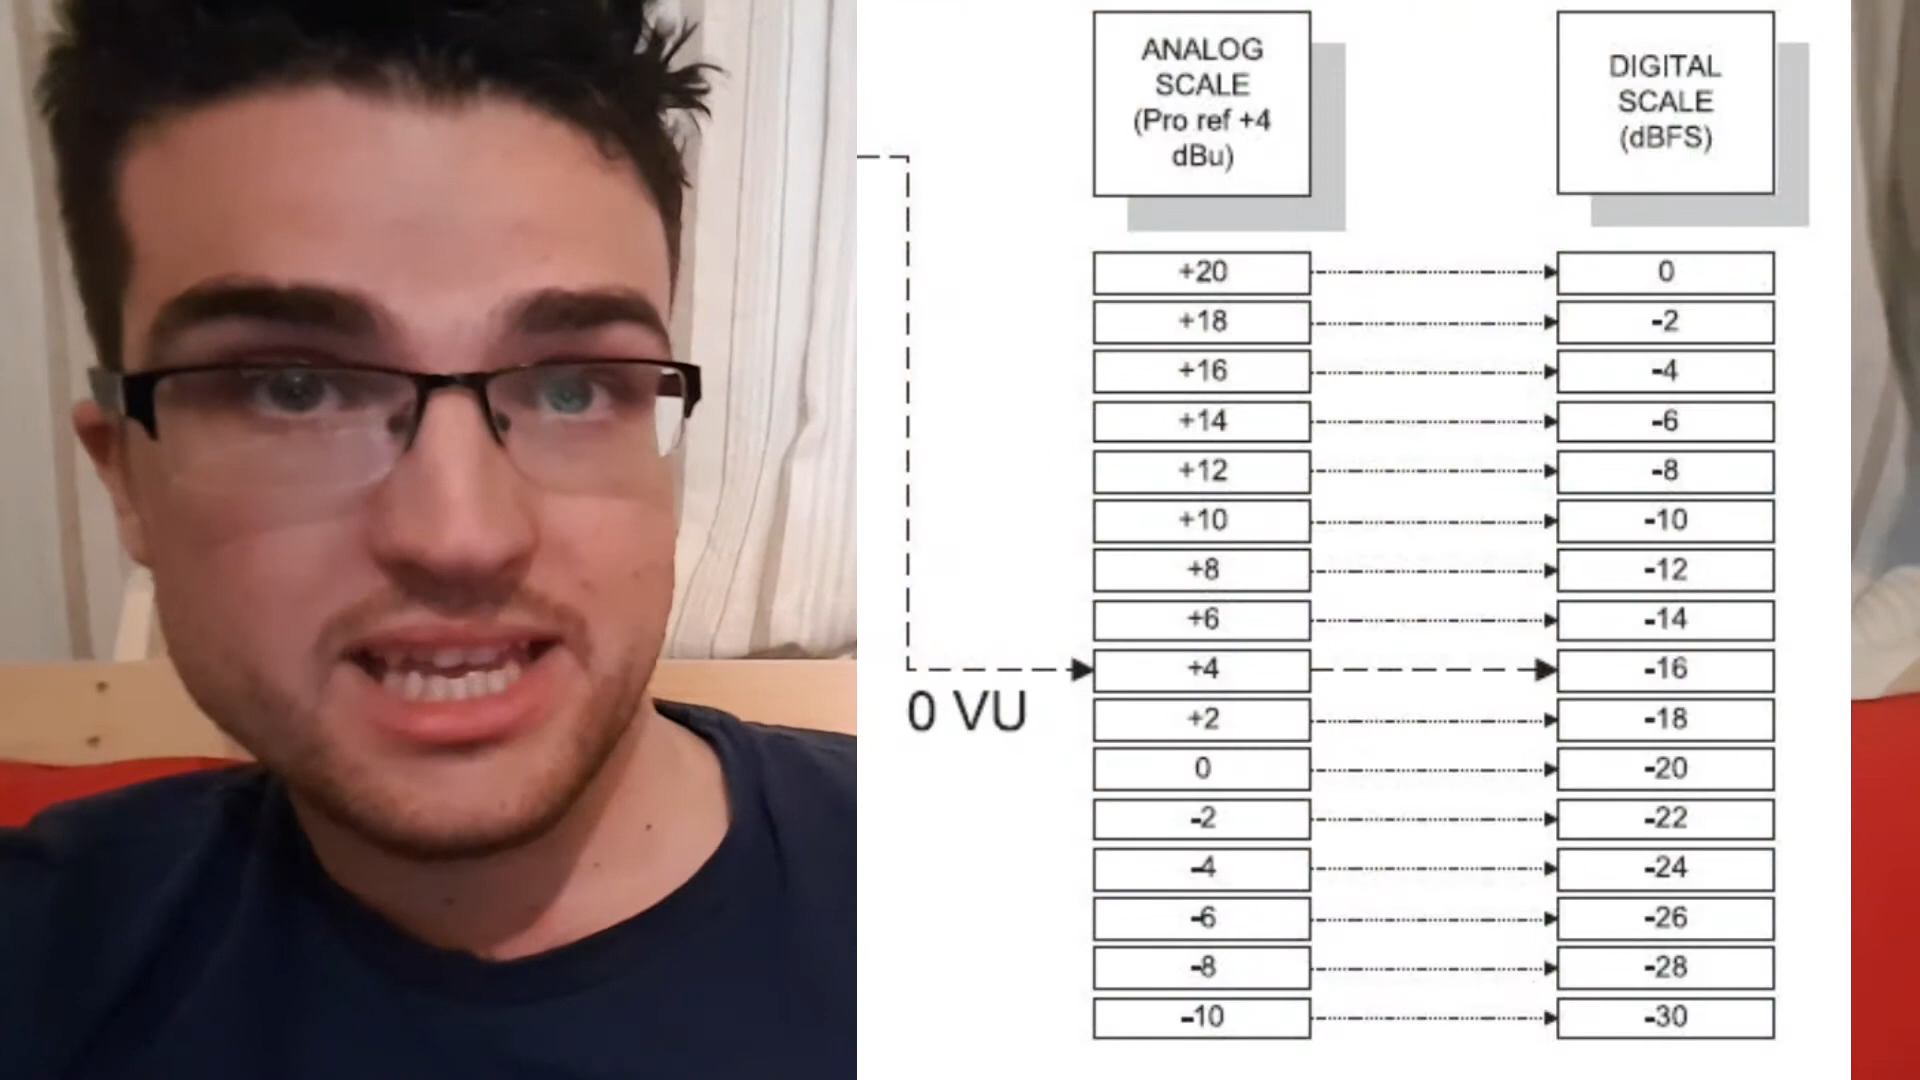 ANALOG
SCALE
(Pro ref +4
dBu)
DIGITAL
SCALE
(dBFS)
+20 0
+18 -2
+16 -4
+14 -6
+12 -8
+10 -10
+8 -12
+6 -14
0 VU +4 -16
+2 -18
0 -20
-2 -22
-4 -24
-6 -26
-8 -28
-10 -30